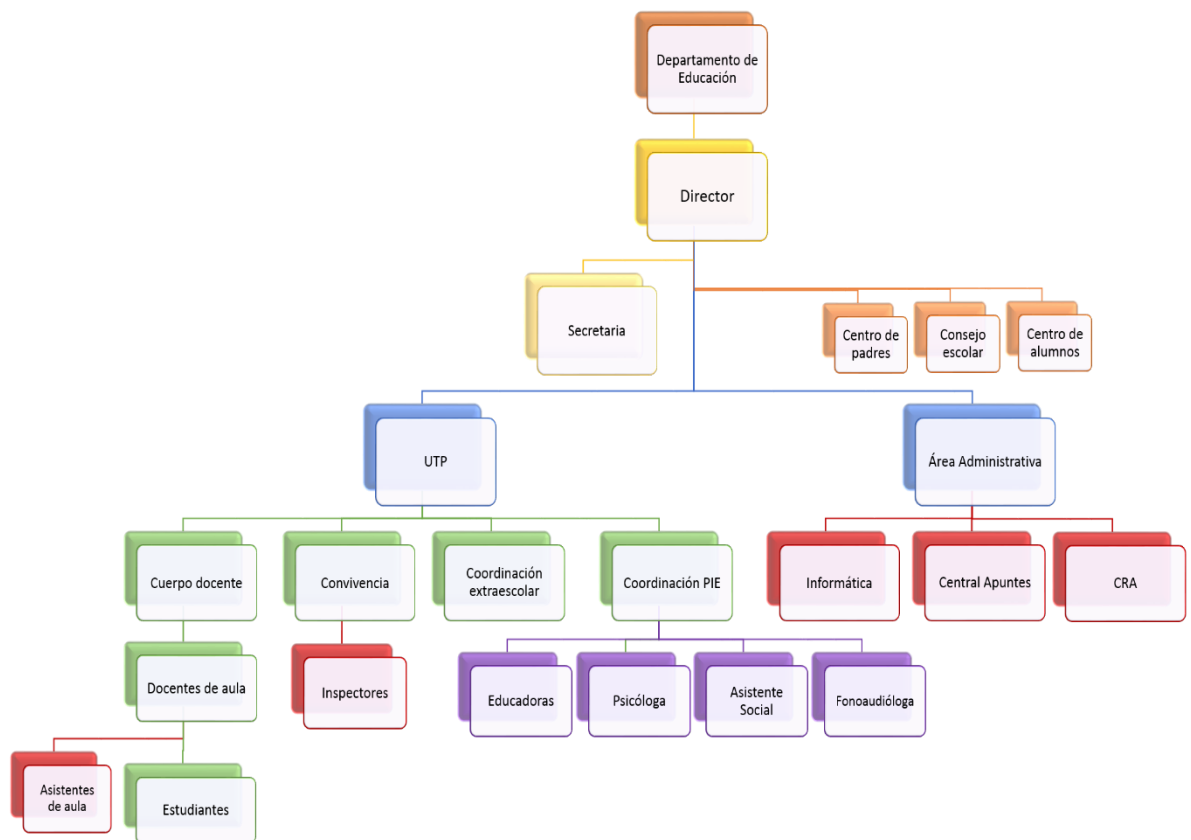 Departamento de
Educación
Director
Secretaria
Centro de
padres
Consejo
escolar
Centro de
alumnos
UTP
Área Administrativa
Cuerpo docente
Convivencia
Coordinación
extraescolar
Coordinación PIE
Informática
Central Apuntes
CRA
Docentes de aula
Inspectores
Educadoras
Psicóloga
Asistente
Social
Fonoaudióloga
Asistentes
de aula
Estudiantes